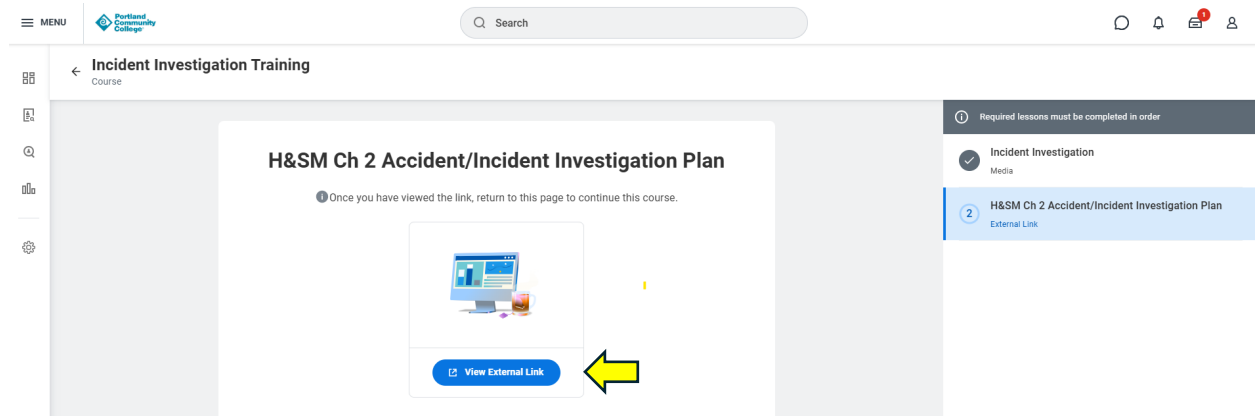 MENU
Portland
Community
College
Search
1
Incident Investigation Training
Course
H&SM Ch 2 Accident/Incident Investigation Plan
Once you have viewed the link, return to this page to continue this course.
View External Link
Required lessons must be completed in order
Incident Investigation
Media
2
H&SM Ch 2 Accident/Incident Investigation Plan
External Link